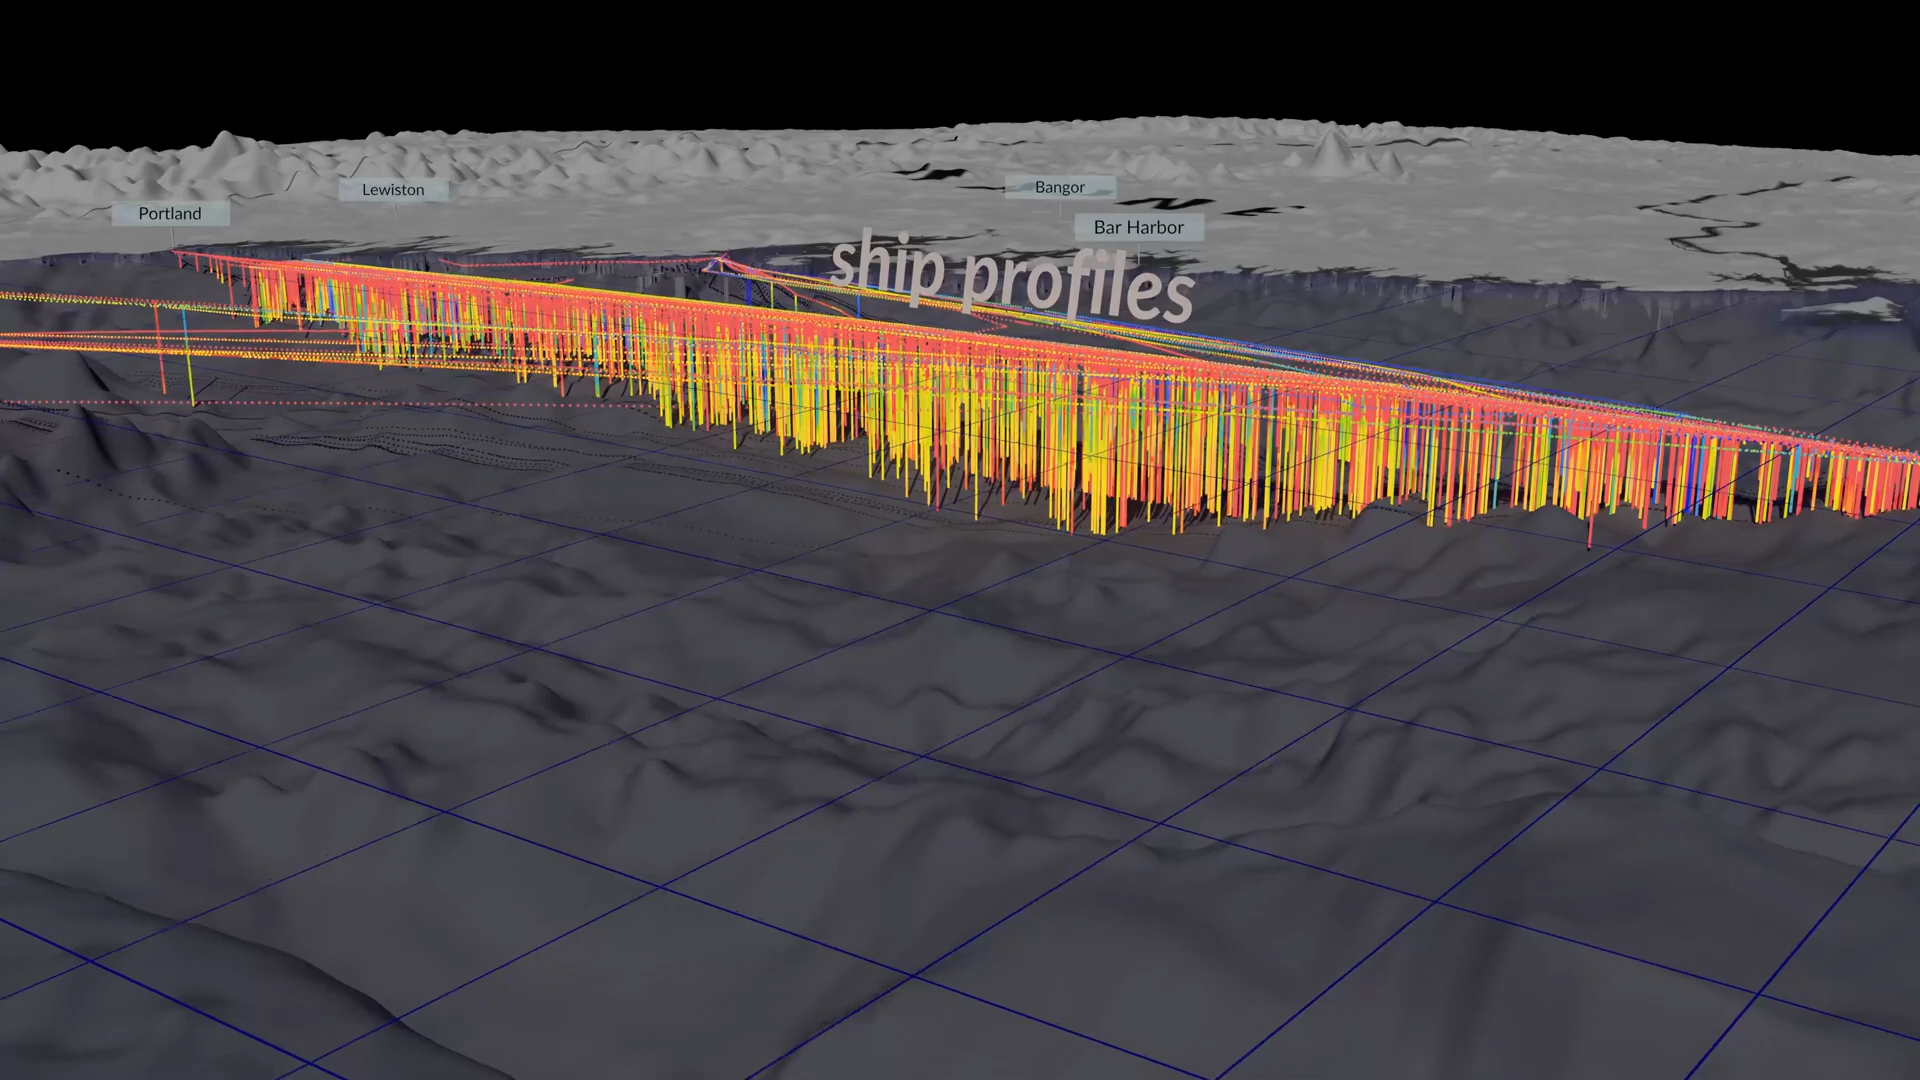 Lewiston
Bangor
Portland
Bar Harbor
ship profiles